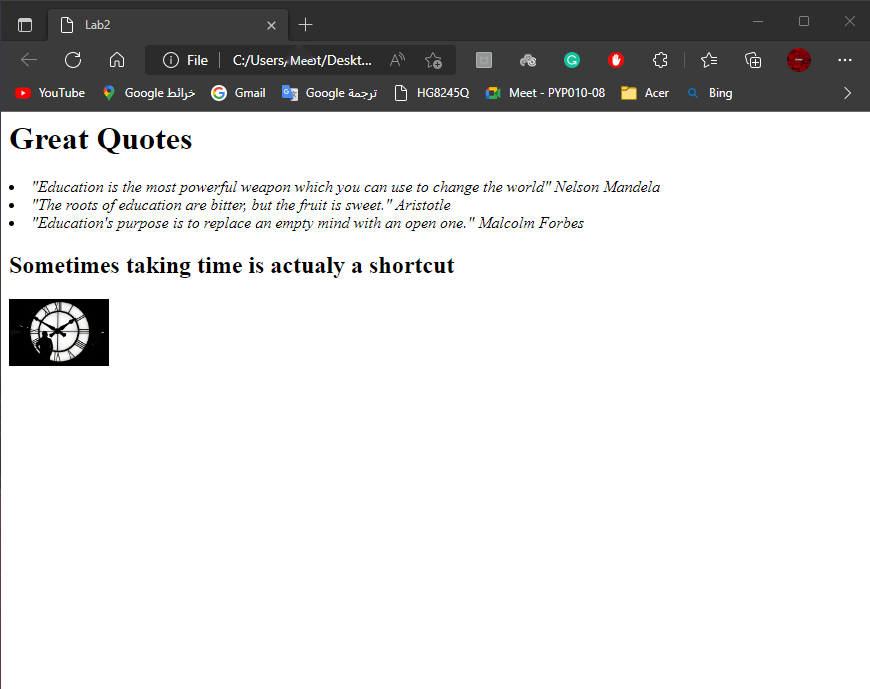 Lab2
File C:/Users/Meet/Deskt...
YouTube Google خرائط Gmail Google ترجمة HG8245Q Meet - PYP010-08 Acer Bing
Great Quotes
• "Education is the most powerful weapon which you can use to change the world" Nelson Mandela
• "The roots of education are bitter, but the fruit is sweet." Aristotle
• "Education's purpose is to replace an empty mind with an open one." Malcolm Forbes
Sometimes taking time is actualy a shortcut